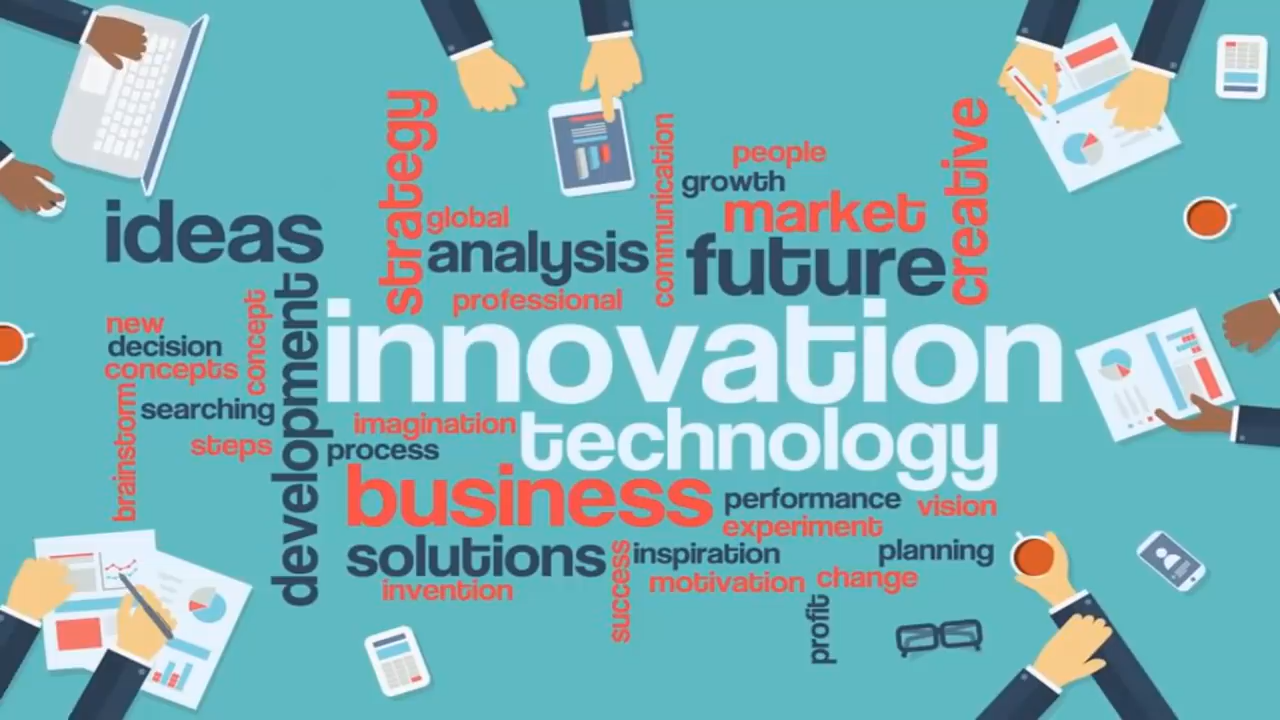 strategy
communication
people
creative
growth
market
ideas
global
analysis
future
professional
innovation
new
decision
concepts
concept
development
brainstorm
searching
steps
imagination
process
technology
business
performance
vision
experiment
solutions
inspiration
planning
invention
success
motivation
change
profit